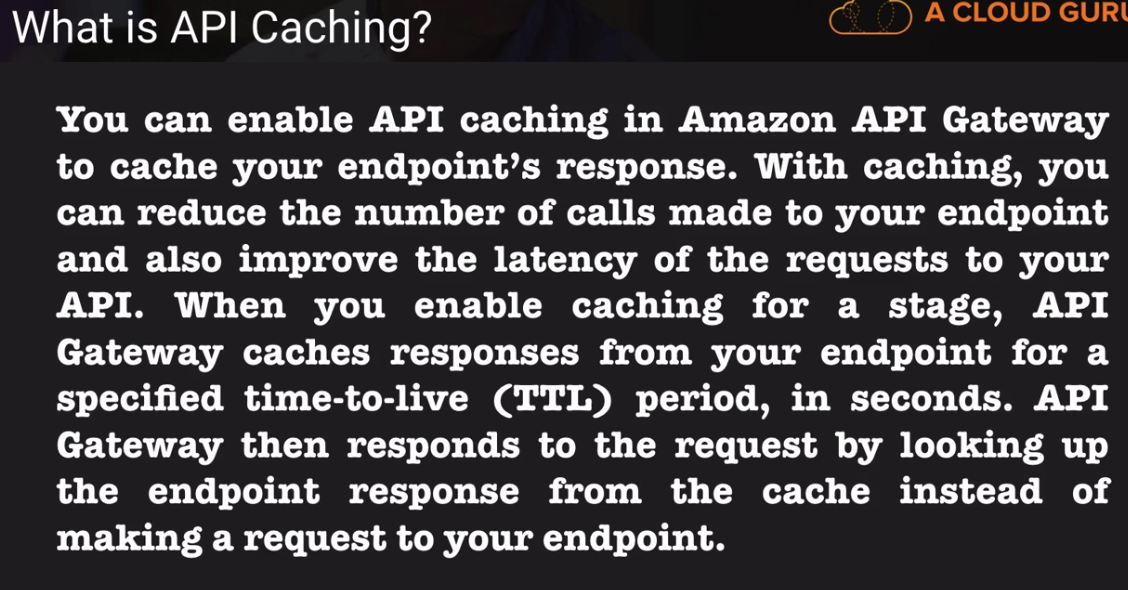 What is API Caching?
A CLOUD GURU
You can enable API caching in Amazon API Gateway
to cache your endpoint’s response. With caching, you
can reduce the number of calls made to your endpoint
and also improve the latency of the requests to your
API. When you enable caching for a stage, API
Gateway caches responses from your endpoint for a
specified time-to-live (TTL) period, in seconds. API
Gateway then responds to the request by looking up
the endpoint response from the cache instead of
making a request to your endpoint.